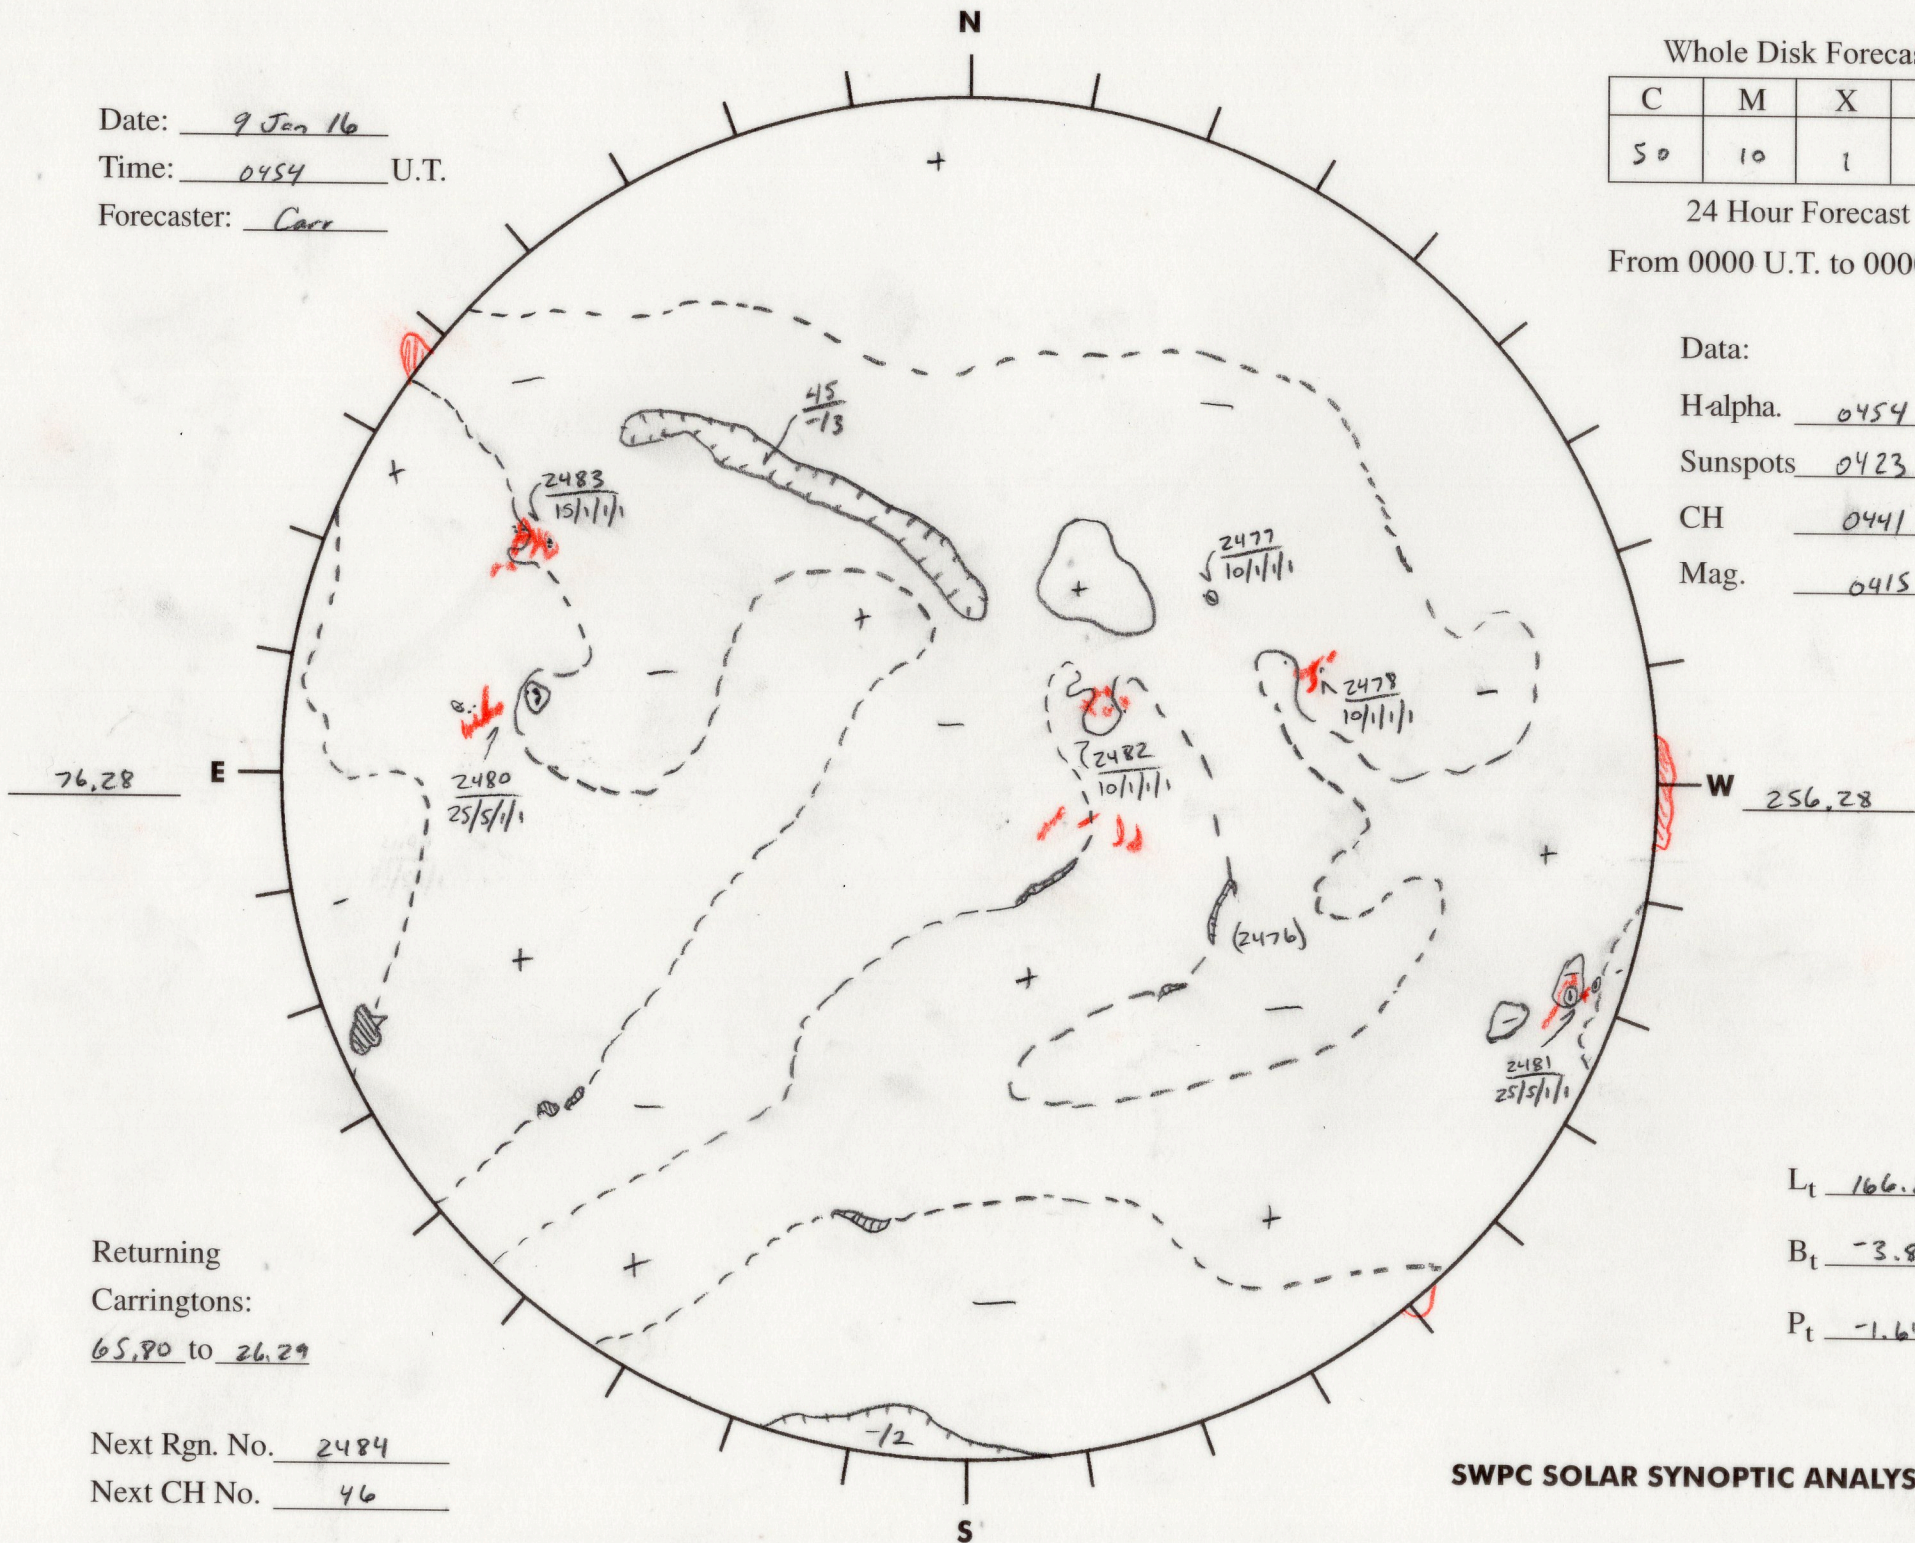 N
Whole Disk Foreca
C M X
50 10 1
24 Hour Forecast
From 0000 U.T. to 000
Date: 9 Jan 16
Time: 0454 U.T.
Forecaster: Carr
Data:
H-alpha. 0454
Sunspots 0423
CH 0441
Mag. 0415
+
45
-/3
2483
15/1/1/1
2477
10/1/1/1
2478
10/1/1/1
2482
10/1/1/1
2480
25/5/1/1
76.28
E
W
256.28
(2476)
2481
25/5/1/1
Lt 166.
Bt -3.8
Pt -1.6
Returning
Carringtons:
65.80 to 26.29
-/2
Next Rgn. No. 2484
Next CH No. 46
SWPC SOLAR SYNOPTIC ANALYS
S